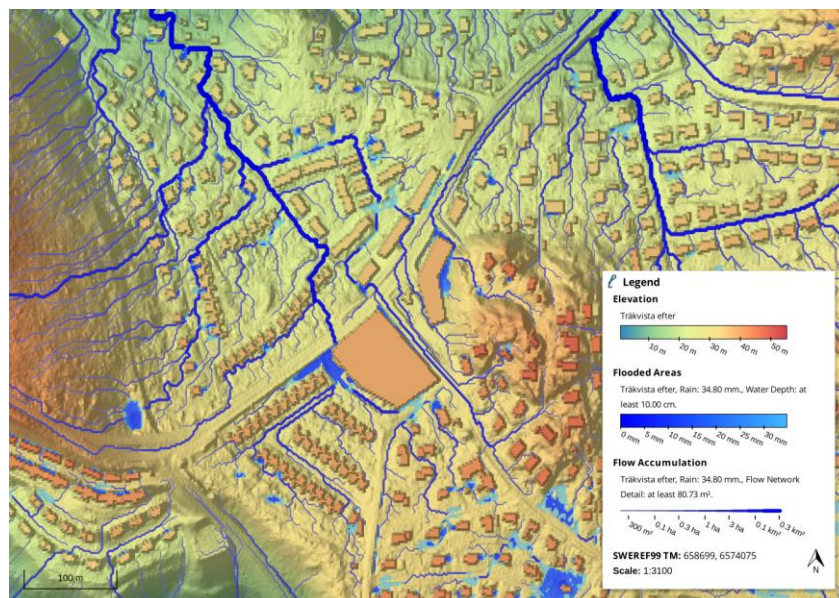 Legend
Elevation
Träkvista efter
10 m 20 m 30 m 40 m 50 m
Flooded Areas
Träkvista efter, Rain: 34.80 mm., Water Depth: at
least 10.00 cm.
0 mm 5 mm 10 mm 15 mm 20 mm 25 mm 30 mm
Flow Accumulation
Träkvista efter, Rain: 34.80 mm., Flow Network
Detail: at least 80.73 m².
300 m² 0.1 ha 0.3 ha 1 ha 3 ha 0.1 km² 0.3 km²
SWEREF99 TM: 658699, 6574075
Scale: 1:3100
N
100 m